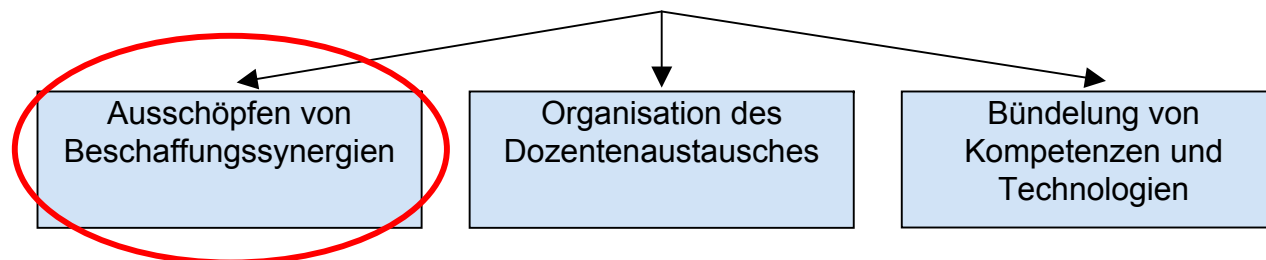 Ausschöpfen von
Beschaffungssynergien
Organisation des
Dozentenaustausches
Bündelung von
Kompetenzen und
Technologien